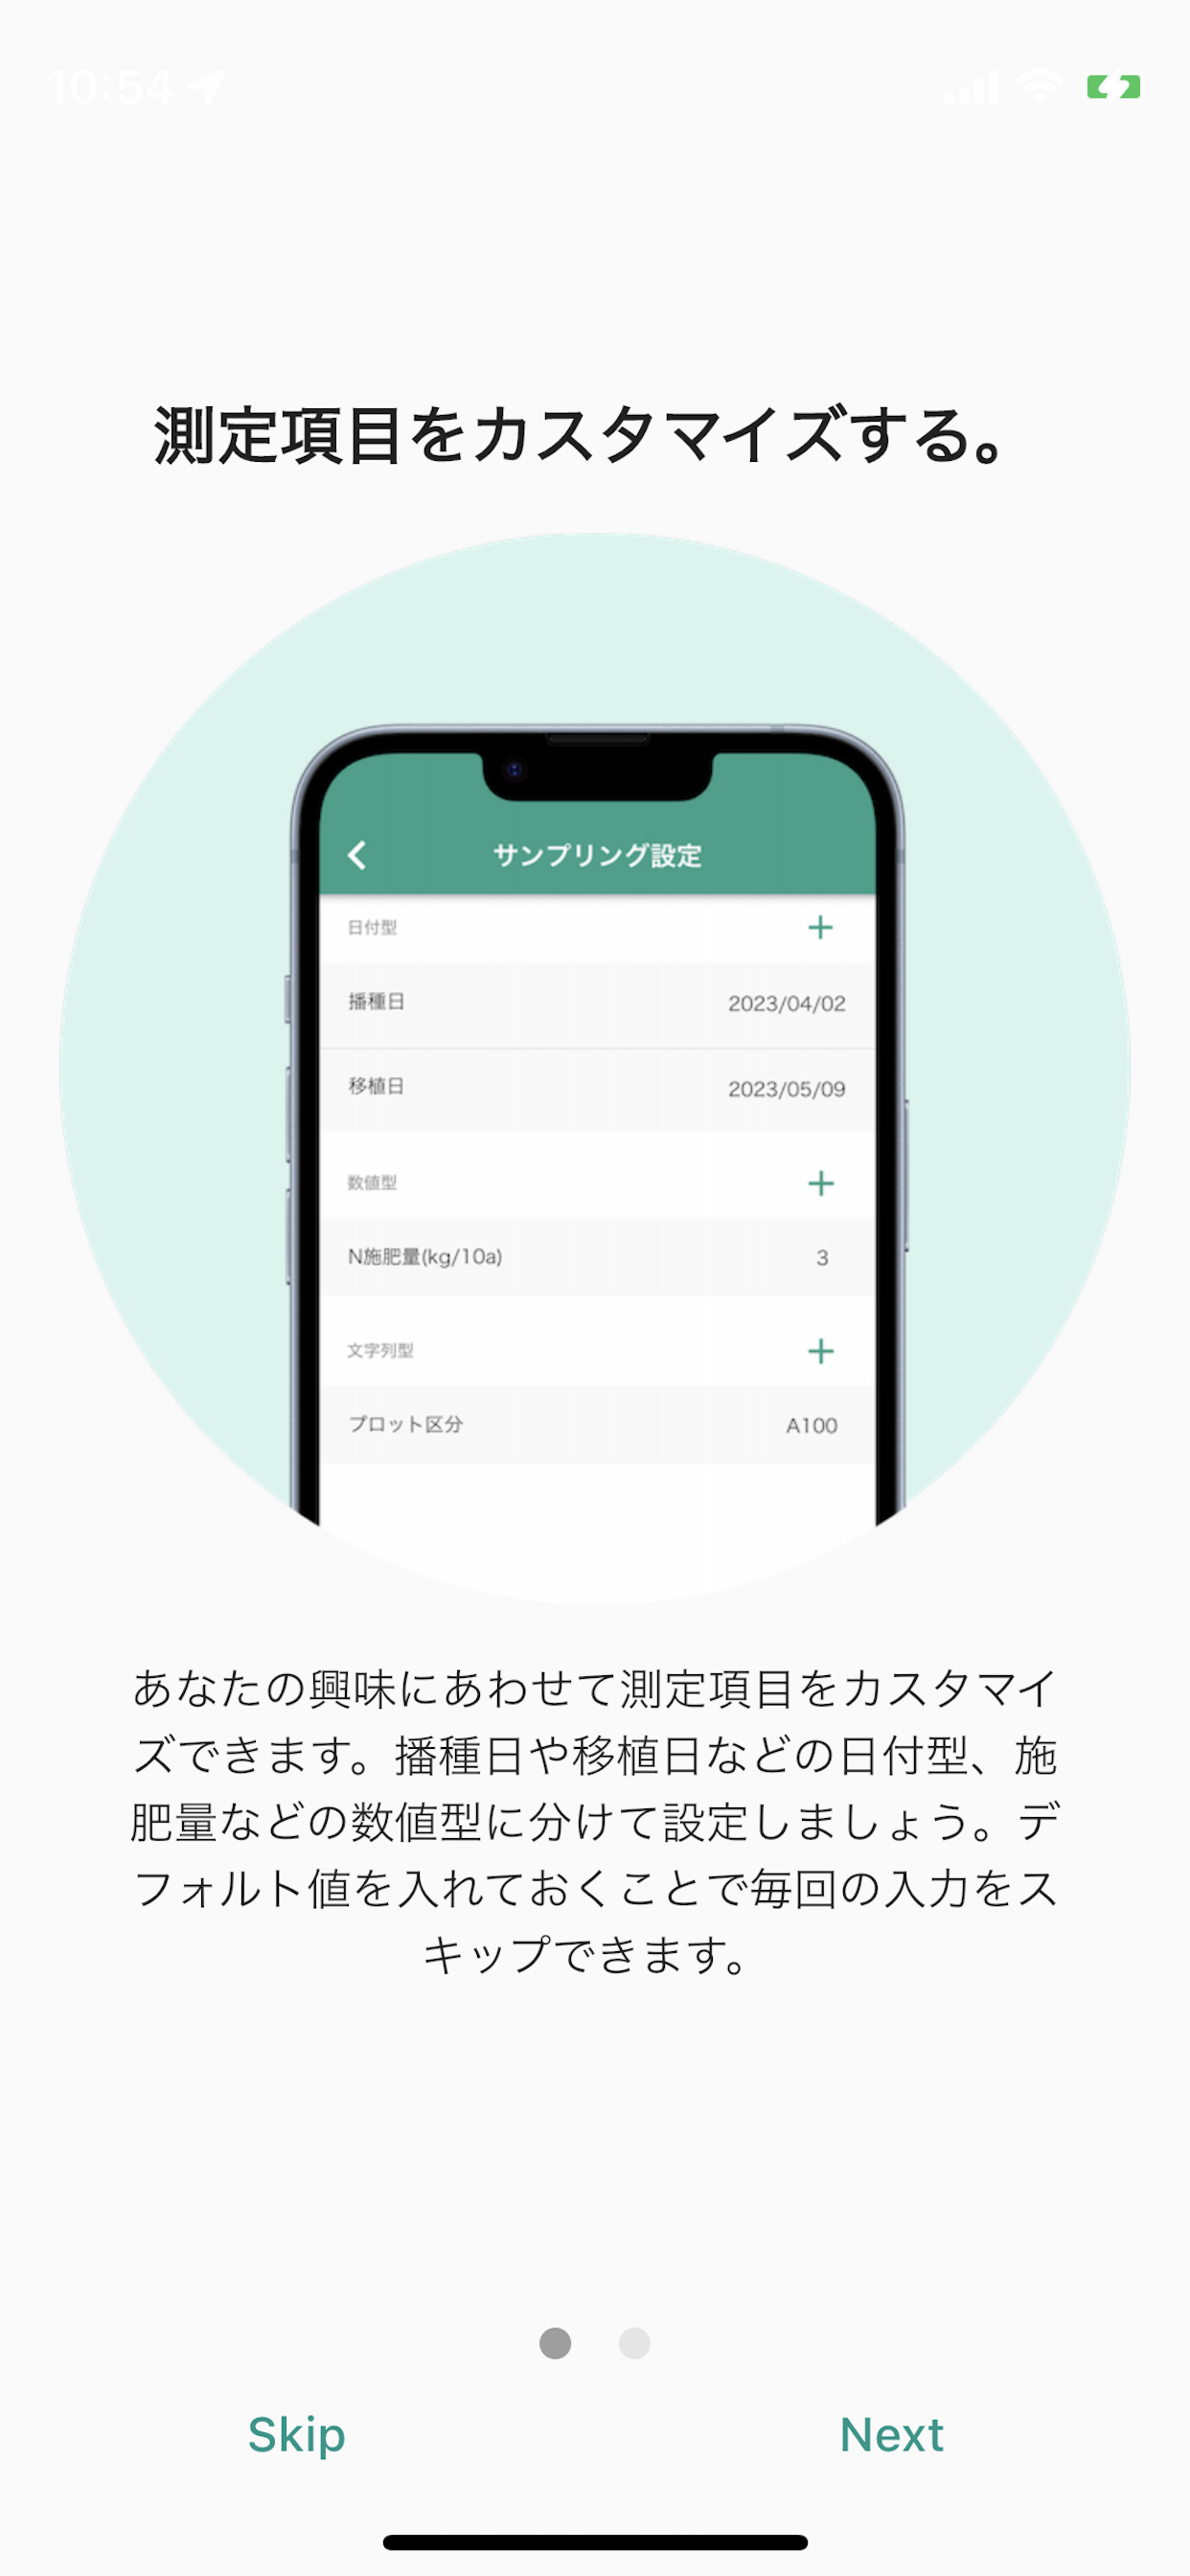 10:54
測定項目をカスタマイズする。
サンプリング設定
日付型
播種日 2023/04/02
移植日 2023/05/09
数値型
N施肥量(kg/10a) 3
文字列型
プロット区分 A100
あなたの興味にあわせて測定項目をカスタマイ
ズできます。播種日や移植日などの日付型、施
肥量などの数値型に分けて設定しましょう。デ
フォルト値を入れておくことで毎回の入力をス
キップできます。
Skip Next